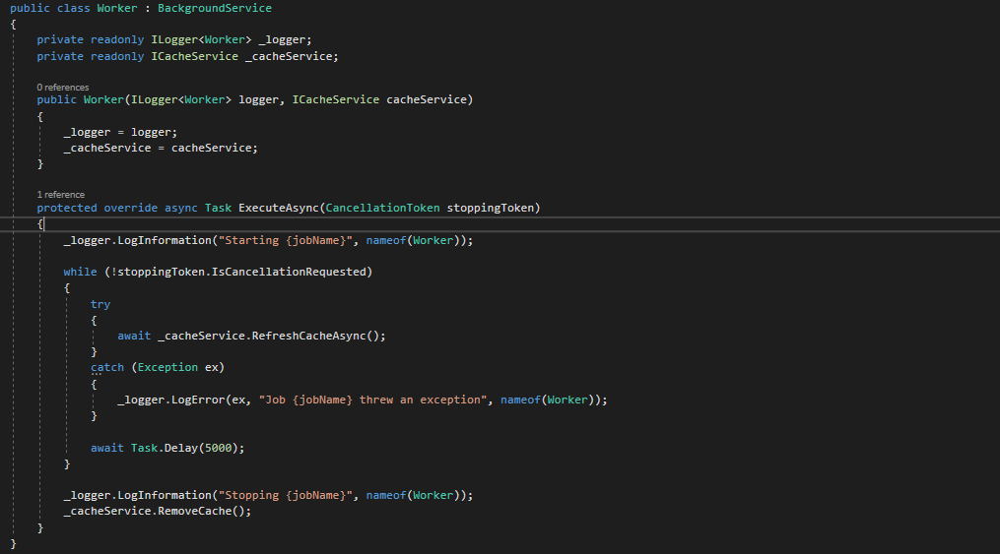 public class Worker : BackgroundService
{
private readonly ILogger<Worker> _logger;
private readonly ICacheService _cacheService;
0 references
public Worker(ILogger<Worker> logger, ICacheService cacheService)
{
_logger = logger;
_cacheService = cacheService;
}
1 reference
protected override async Task ExecuteAsync(CancellationToken stoppingToken)
{
_logger.LogInformation("Starting {jobName}", nameof(Worker));
while (!stoppingToken.IsCancellationRequested)
{
try
{
await _cacheService.RefreshCacheAsync();
}
catch (Exception ex)
{
_logger.LogError(ex, "Job {jobName} threw an exception", nameof(Worker));
}
await Task.Delay(5000);
}
_logger.LogInformation("Stopping {jobName}", nameof(Worker));
_cacheService.RemoveCache();
}
}